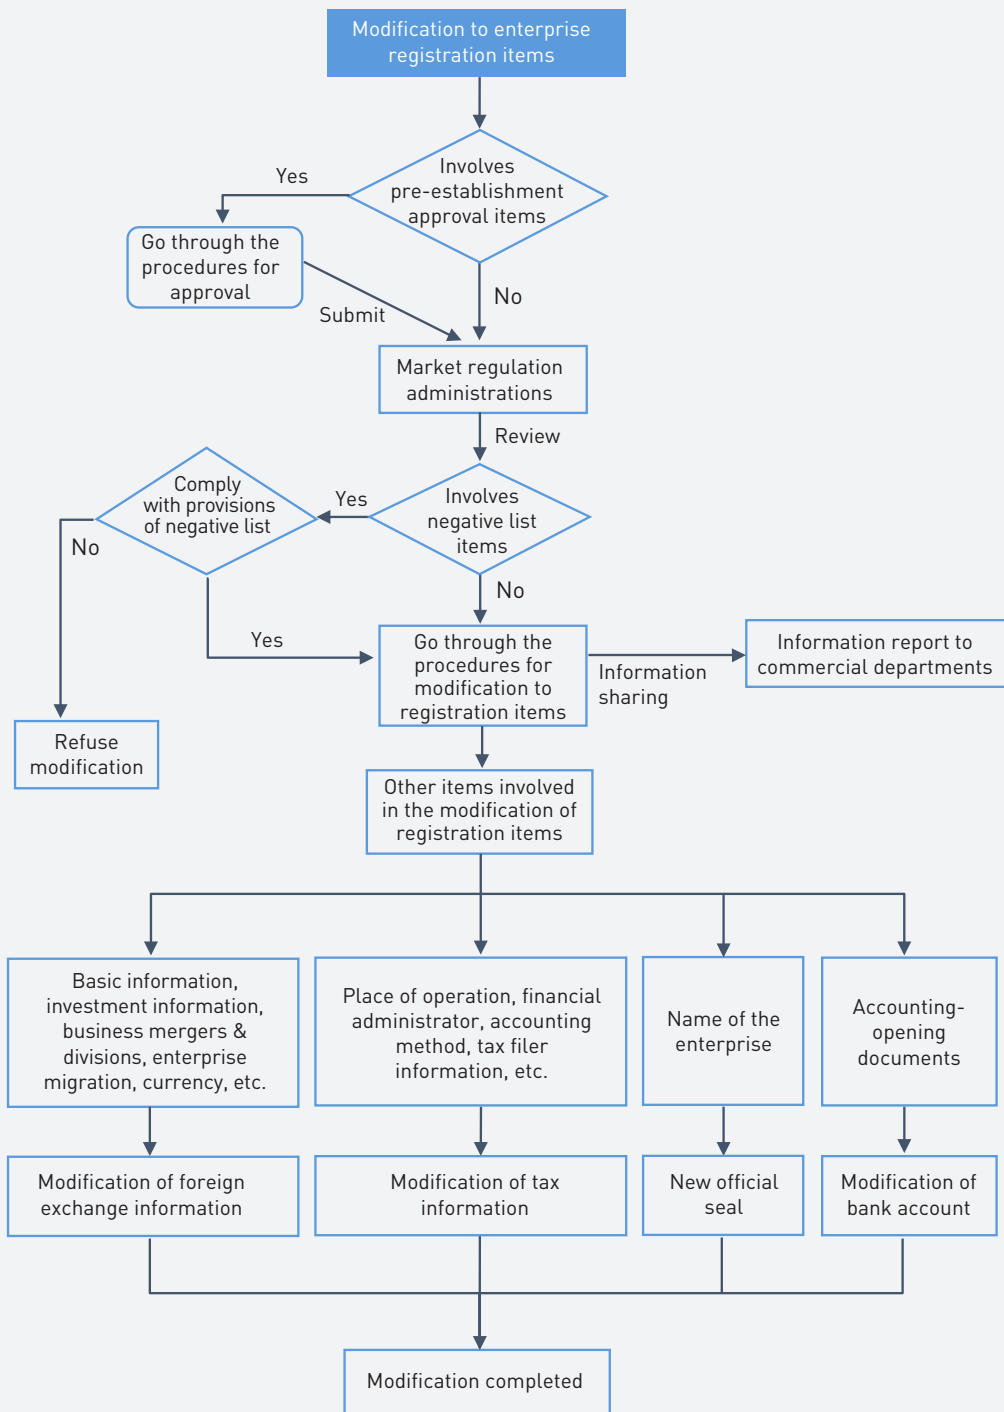 Modification to enterprise
registration items
Involves
pre-establishment
approval items
Yes
Go through the
procedures for
approval
No
Submit
Market regulation
administrations
Review
Involves
negative list
items
Yes
Comply
with provisions
of negative list
No
No
Yes
Go through the
procedures for
modification to
registration items
Information
sharing
Information report to
commercial departments
Refuse
modification
Other items involved
in the modification of
registration items
Basic information,
investment information,
business mergers &
divisions, enterprise
migration, currency, etc.
Place of operation, financial
administrator, accounting
method, tax filer
information, etc.
Name of the
enterprise
Accounting-
opening
documents
Modification of foreign
exchange information
Modification of tax
information
New official
seal
Modification of
bank account
Modification completed